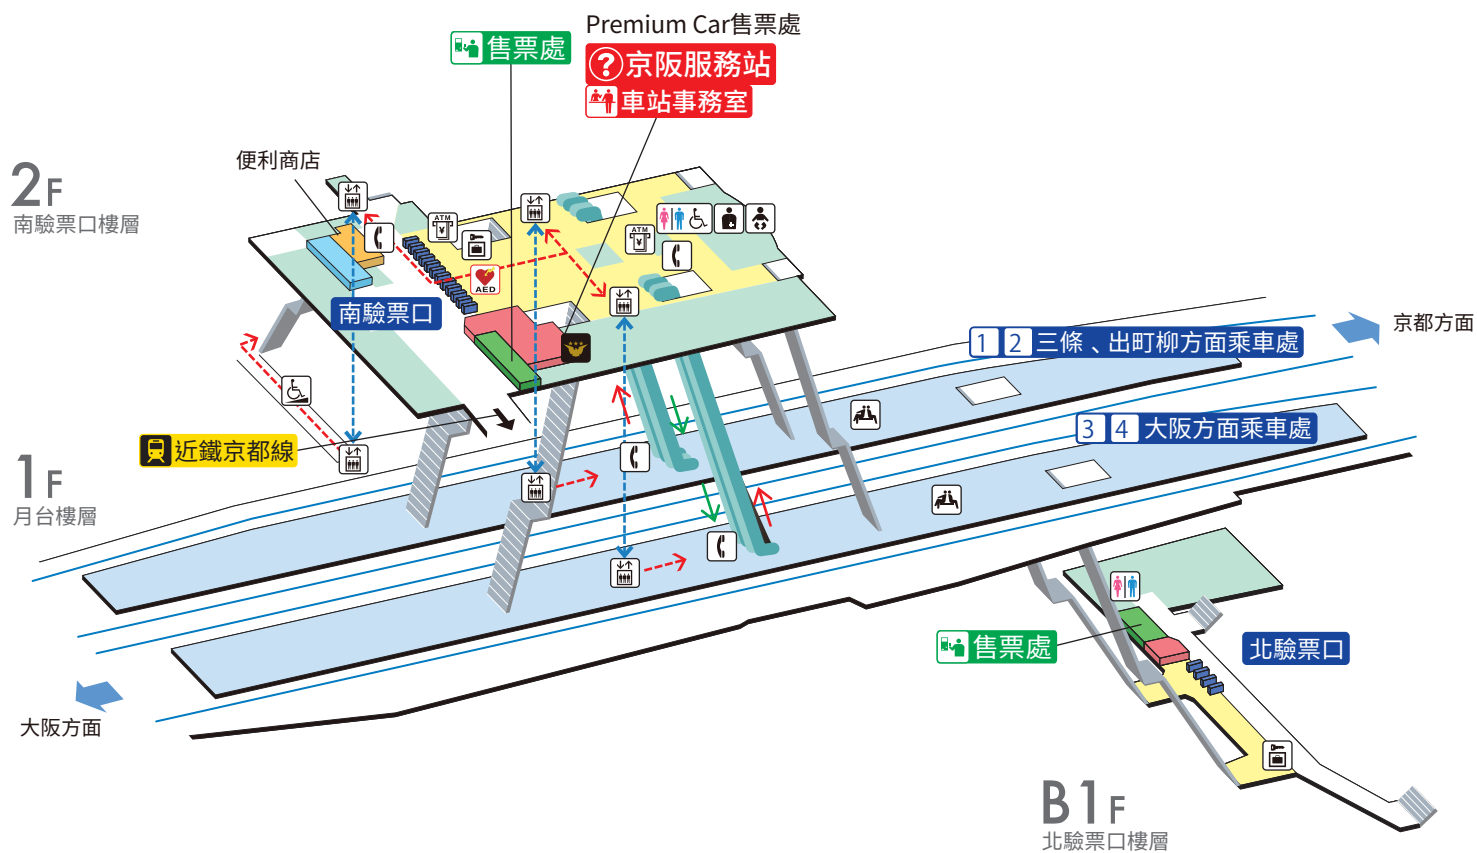 Premium Car售票處
售票處
?京阪服務站
車站事務室
便利商店
2F
南驗票口樓層
ATM
¥
ATM
¥
AED
南驗票口
京都方面
1 2 三條、出町柳方面乘車處
3 4 大阪方面乘車處
近鐵京都線
1F
月台樓層
售票處
北驗票口
大阪方面
B1F
北驗票口樓層